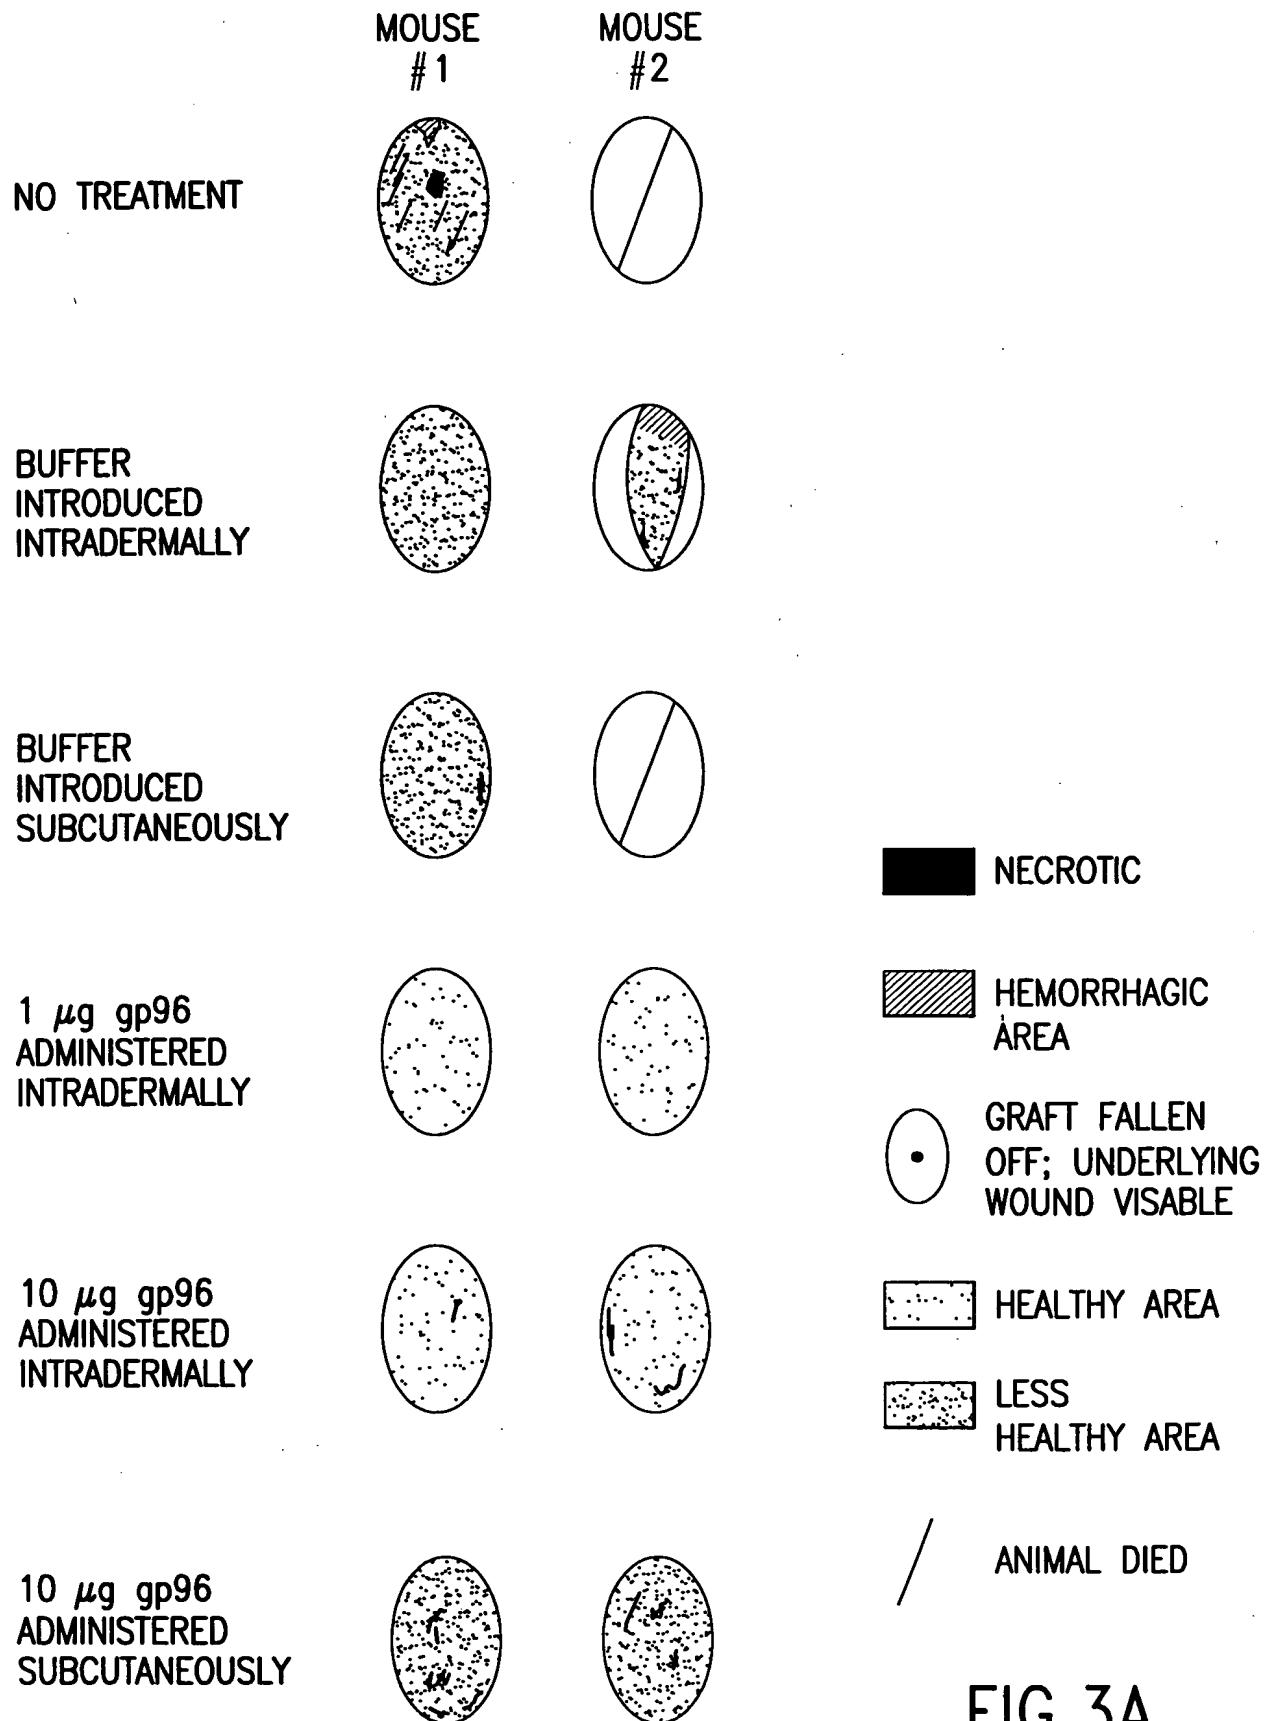 MOUSE
#1
MOUSE
#2
NO TREATMENT
BUFFER
INTRODUCED
INTRADERMALLY
BUFFER
INTRODUCED
SUBCUTANEOUSLY
1 μg gp96
ADMINISTERED
INTRADERMALLY
10 μg gp96
ADMINISTERED
INTRADERMALLY
10 μg gp96
ADMINISTERED
SUBCUTANEOUSLY
NECROTIC
HEMORRHAGIC
AREA
GRAFT FALLEN
OFF; UNDERLYING
WOUND VISABLE
HEALTHY AREA
LESS
HEALTHY AREA
ANIMAL DIED
FIG. 3A